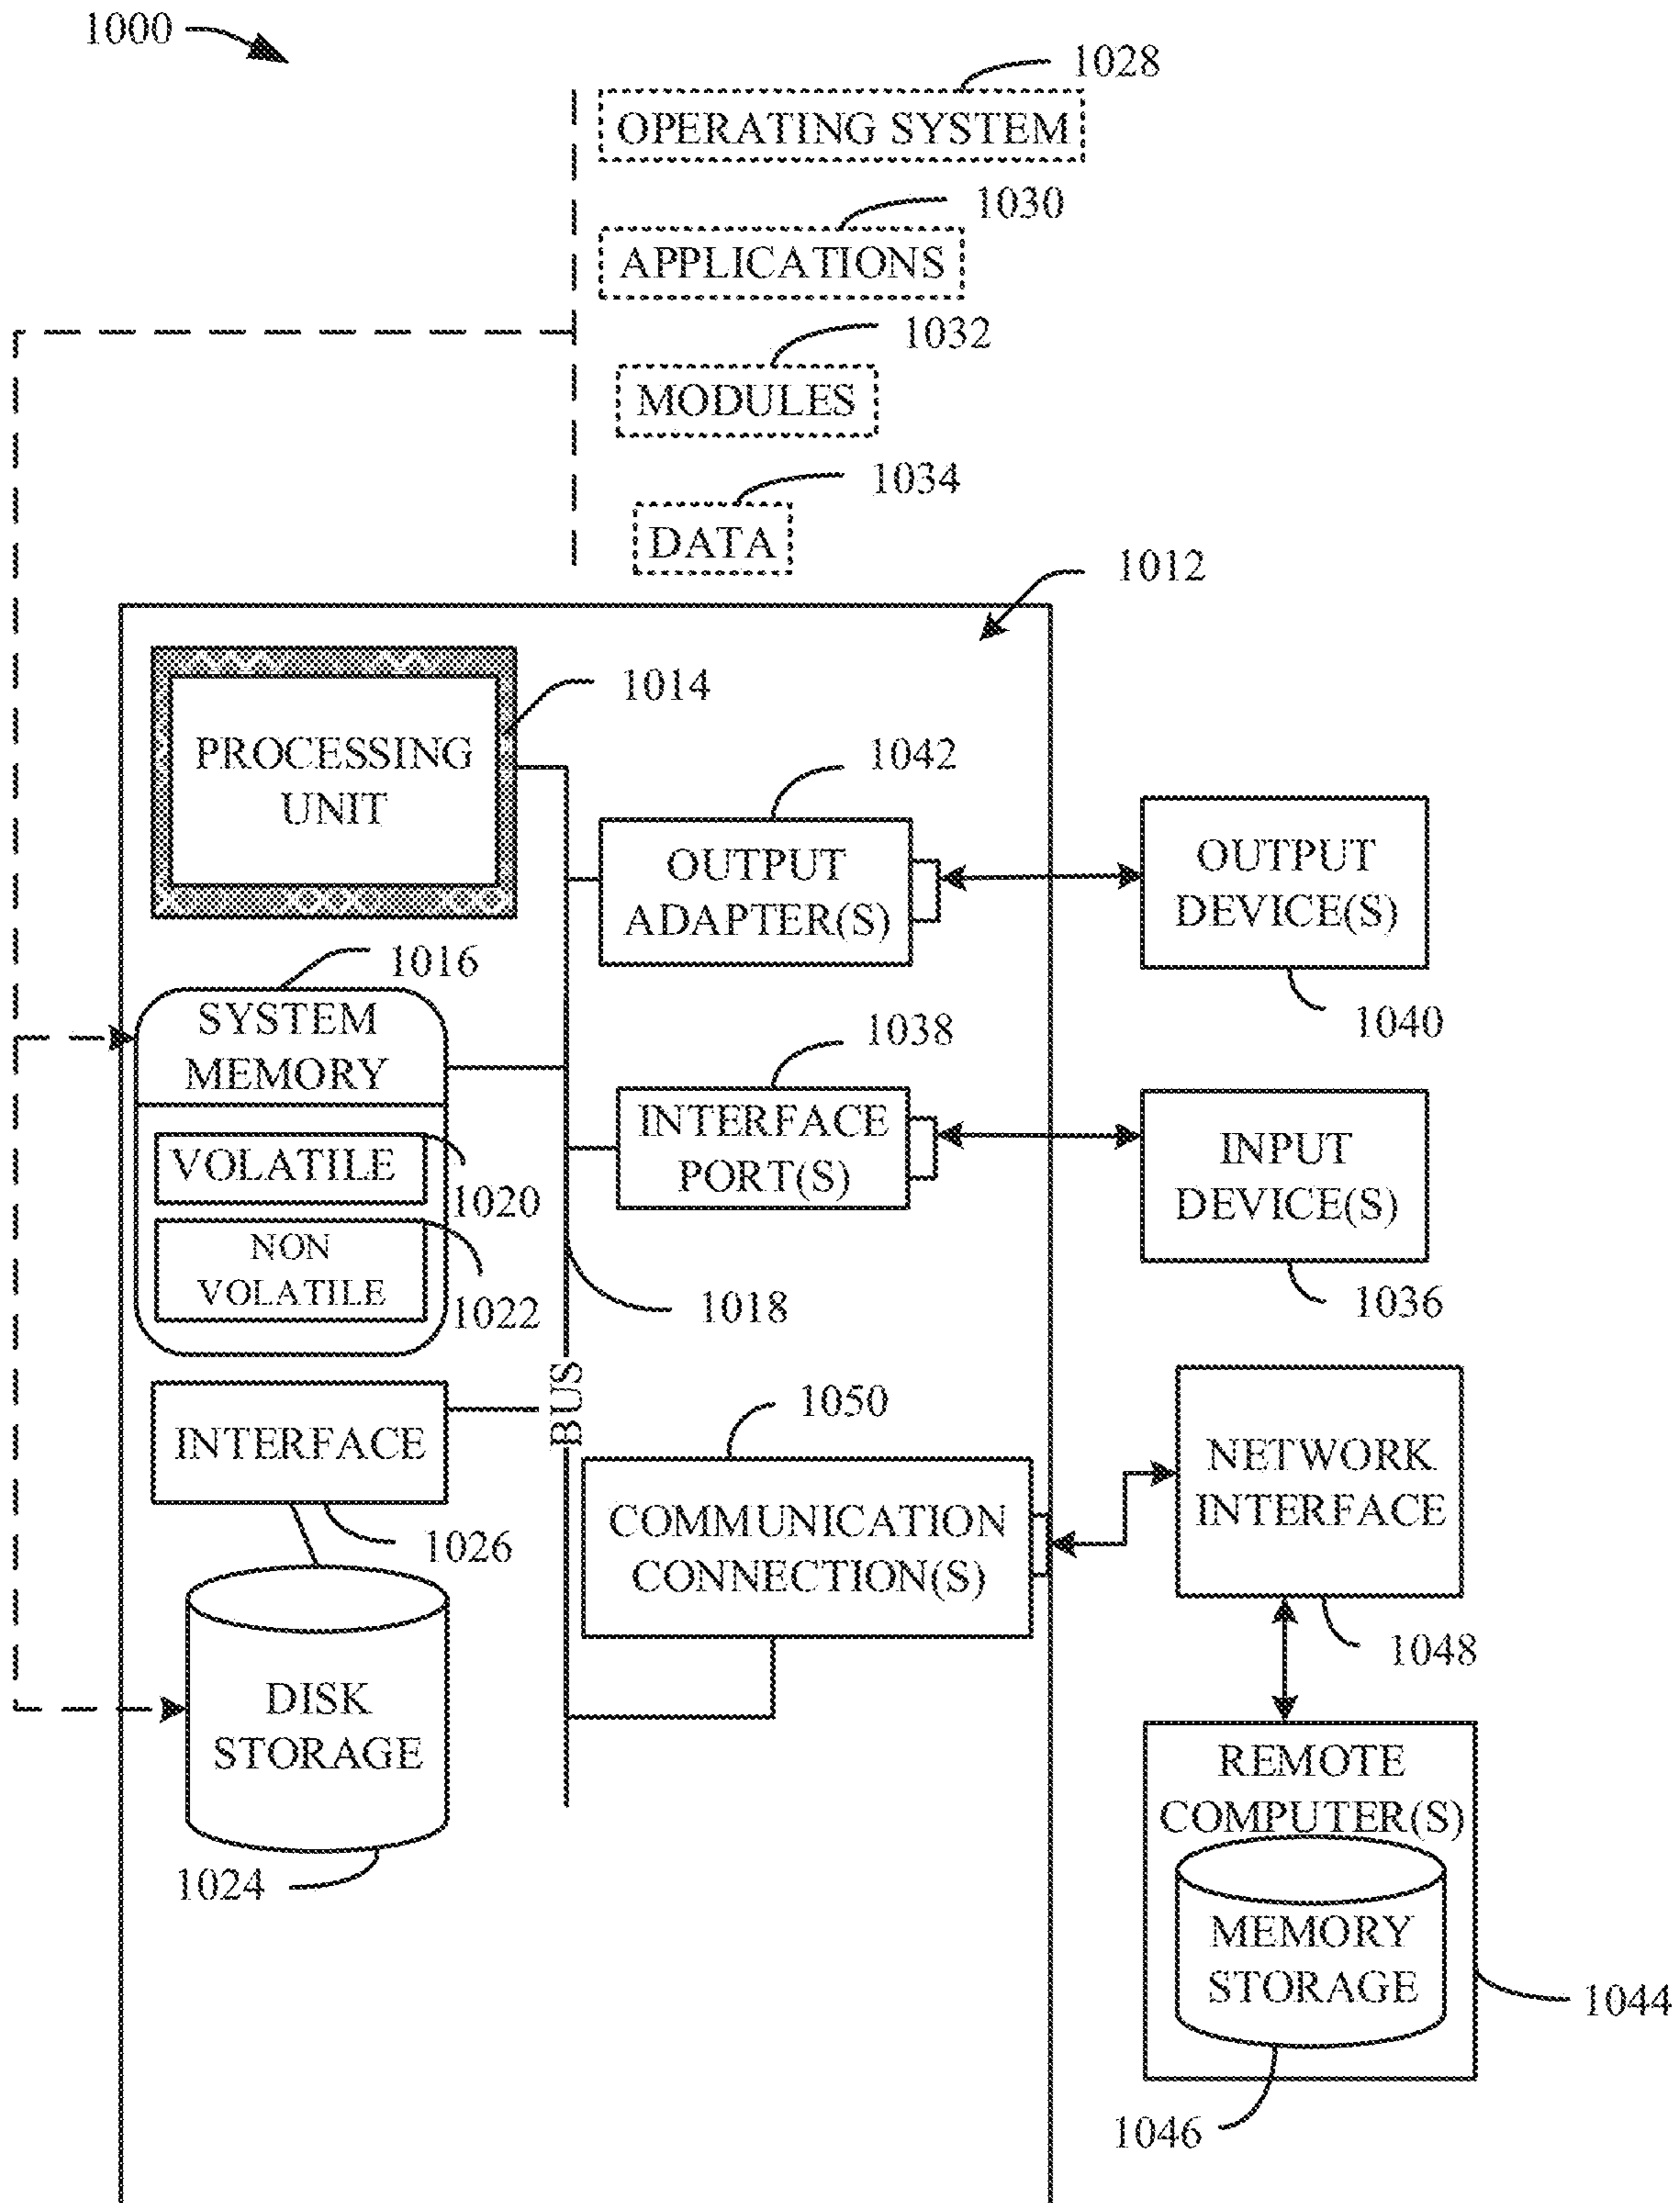 1000
1028
OPERATING SYSTEM
1030
APPLICATIONS
1032
MODULES
1034
DATA
1012
1014
PROCESSING
UNIT
1042
OUTPUT
ADAPTER(S)
OUTPUT
DEVICE(S)
1040
1016
SYSTEM
MEMORY
VOLATILE
1020
NON
VOLATILE
1022
1038
INTERFACE
PORT(S)
INPUT
DEVICE(S)
1036
1018
BUS
INTERFACE
1026
1050
COMMUNICATION
CONNECTION(S)
NETWORK
INTERFACE
1048
DISK
STORAGE
1024
REMOTE
COMPUTER(S)
MEMORY
STORAGE
1044
1046